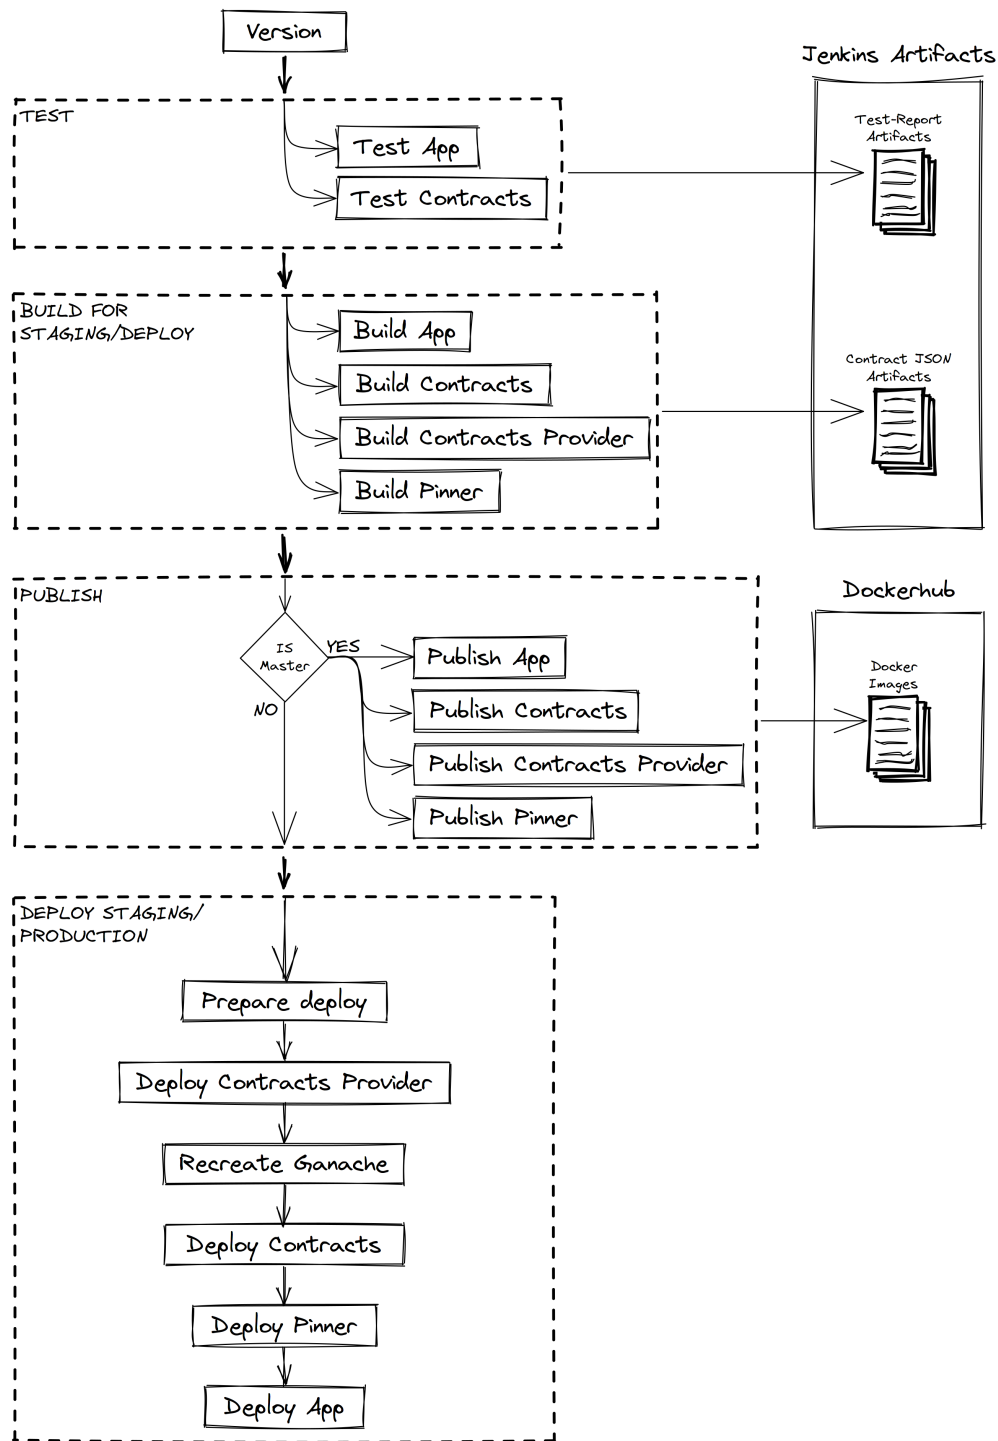 Version
Jenkins Artifacts
TEST
Test-Report
Artifacts
Test App
Test Contracts
BUILD FOR
STAGING/DEPLOY
Build App
Build Contracts
Build Contracts Provider
Build Pinner
Contract JSON
Artifacts
PUBLISH
Dockerhub
IS
Master
YES
NO
Publish App
Publish Contracts
Publish Contracts Provider
Publish Pinner
Docker
Images
DEPLOY STAGING/
PRODUCTION
Prepare deploy
Deploy Contracts Provider
Recreate Ganache
Deploy Contracts
Deploy Pinner
Deploy App